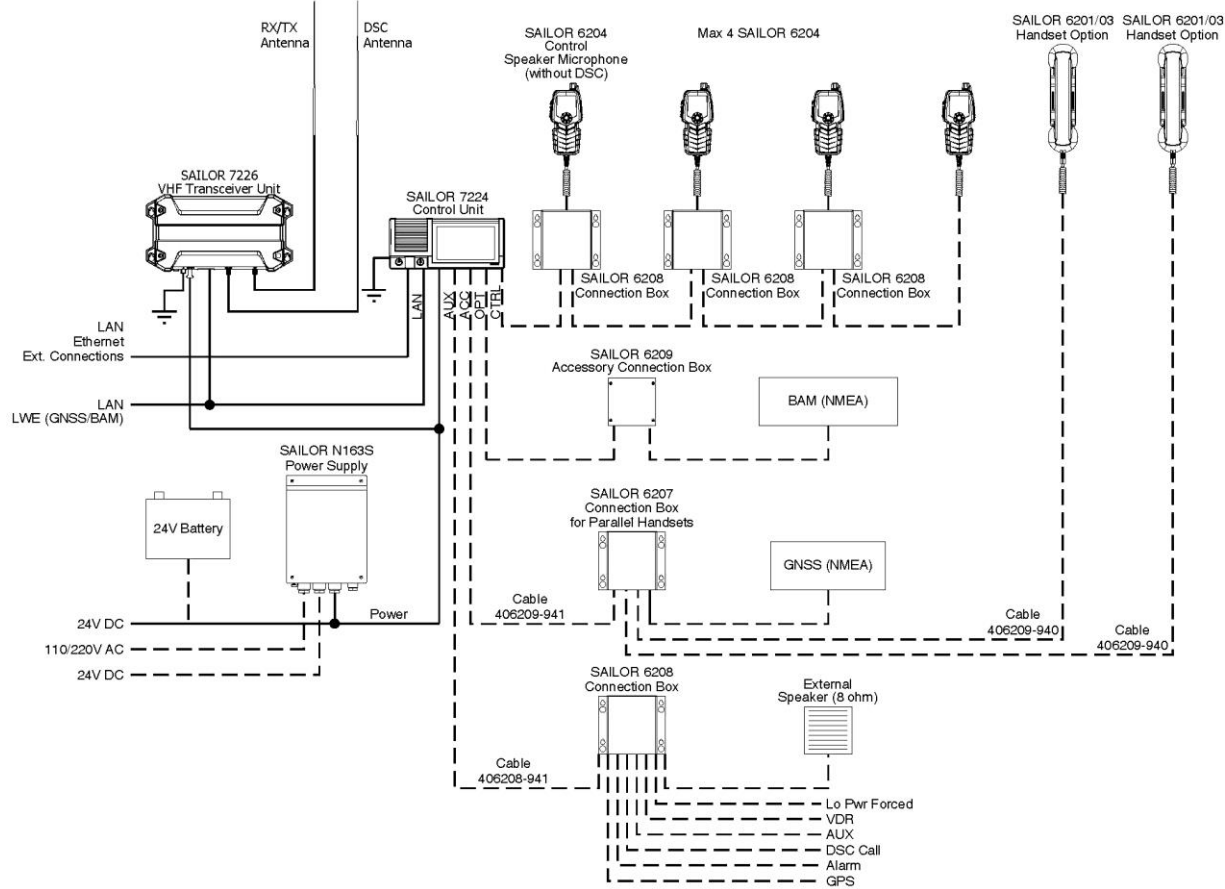 RX/TX
Antenna
DSC
Antenna
SAILOR 6204
Control
Speaker Microphone
(without DSC)
Max 4 SAILOR 6204
SAILOR 6201/03
Handset Option
SAILOR 6201/03
Handset Option
SAILOR 7226
VHF Transceiver Unit
SAILOR 7224
Control Unit
LAN
AUX
ACC
OPT
CTRL
SAILOR 6208
Connection Box
SAILOR 6208
Connection Box
SAILOR 6208
Connection Box
LAN
Ethernet
Ext. Connections
LAN
LWE (GNSS/BAM)
SAILOR 6209
Accessory Connection Box
BAM (NMEA)
SAILOR N163S
Power Supply
24V Battery
SAILOR 6207
Connection Box
for Parallel Handsets
GNSS (NMEA)
Power
24V DC
110/220V AC
24V DC
Cable
406209-941
Cable
406209-940
Cable
406209-940
SAILOR 6208
Connection Box
External
Speaker (8 ohm)
Cable
406208-941
Lo Pwr Forced
VDR
AUX
DSC Call
Alarm
GPS